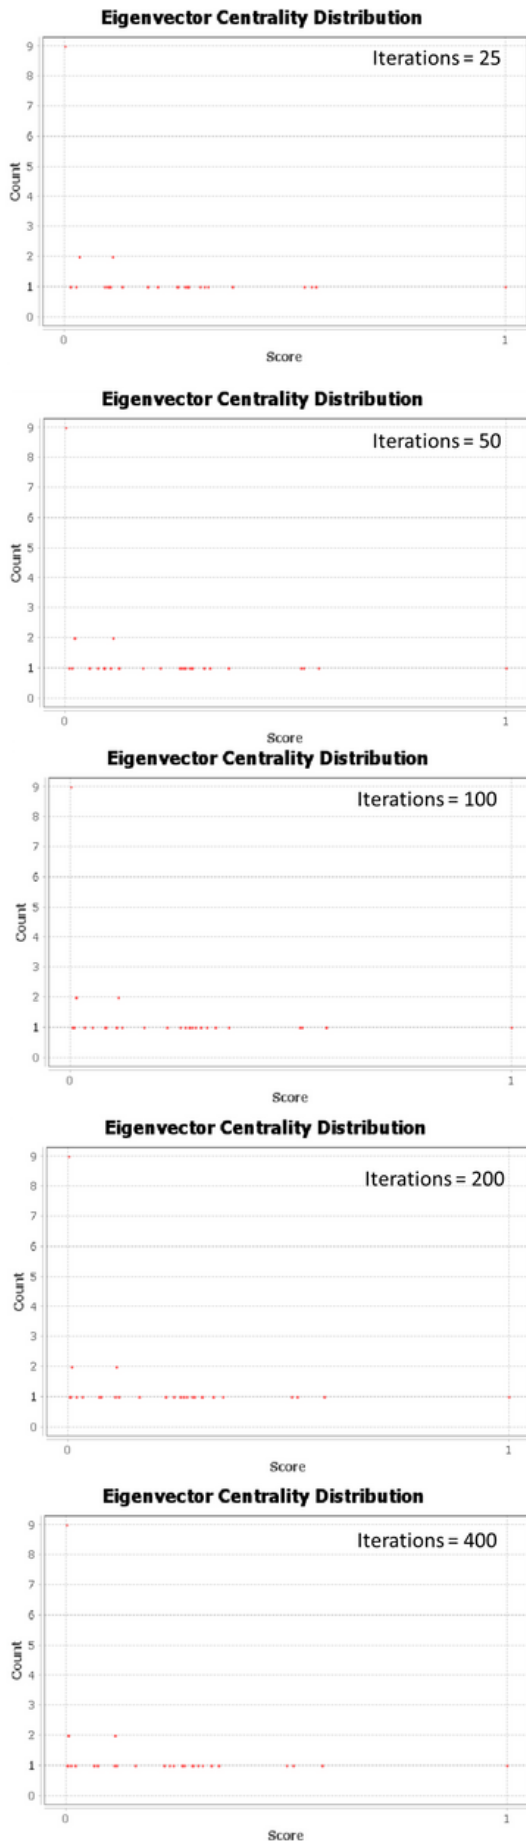 Eigenvector Centrality Distribution
Iterations = 25
9
8
7
6
5
4
3
2
1
0
Count
0 1
Score
Eigenvector Centrality Distribution
Iterations = 50
9
8
7
6
5
4
3
2
1
0
Count
0 1
Score
Eigenvector Centrality Distribution
Iterations = 100
9
8
7
6
5
4
3
2
1
0
Count
0 1
Score
Eigenvector Centrality Distribution
Iterations = 200
9
8
7
6
5
4
3
2
1
0
Count
0 1
Score
Eigenvector Centrality Distribution
Iterations = 400
9
8
7
6
5
4
3
2
1
0
Count
0 1
Score